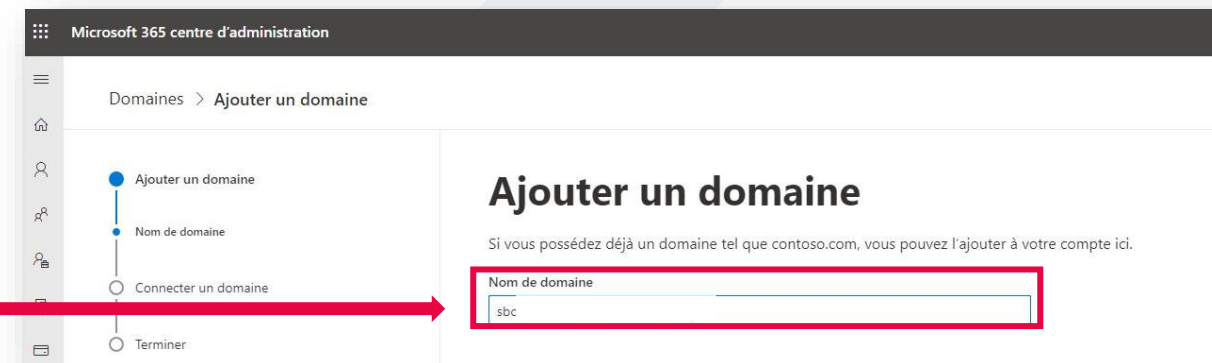 Microsoft 365 centre d'administration
Domaines > Ajouter un domaine
Ajouter un domaine
Nom de domaine
Connecter un domaine
Terminer
Ajouter un domaine
Si vous possédez déjà un domaine tel que contoso.com, vous pouvez l'ajouter à votre compte ici.
Nom de domaine
sbc